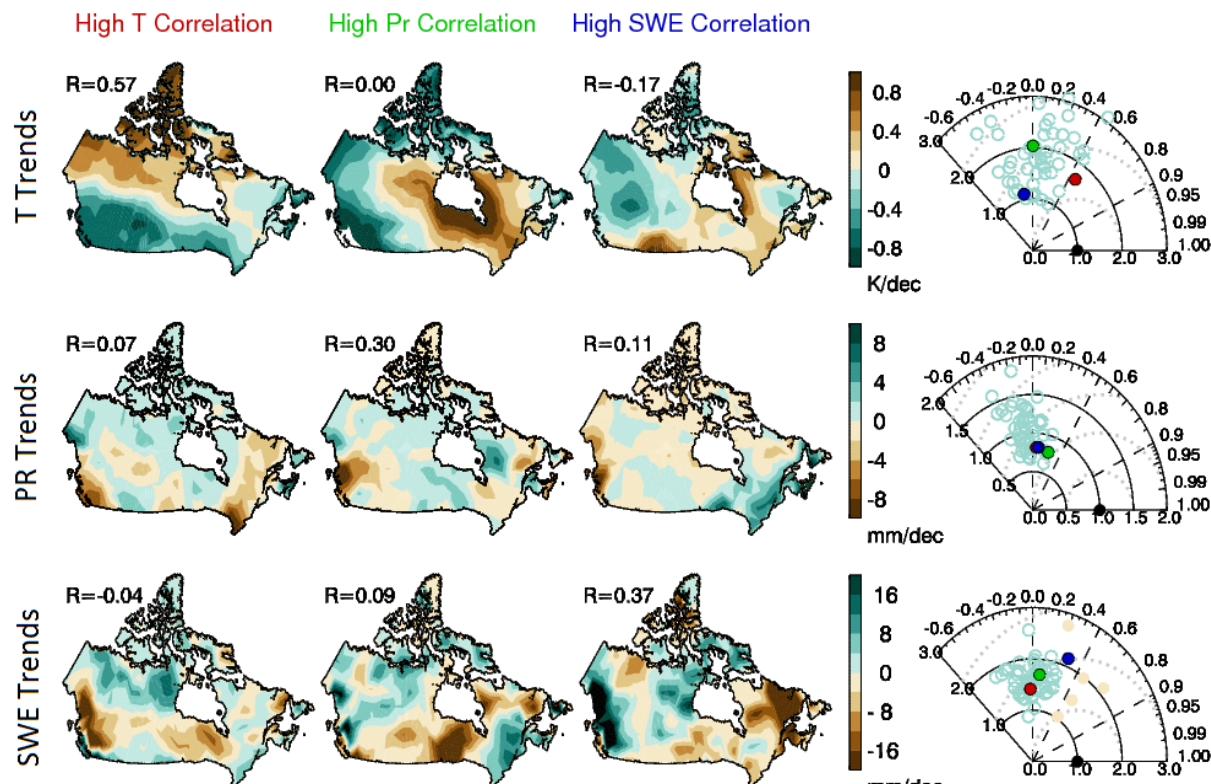 High T Correlation High Pr Correlation High SWE Correlation
T Trends
R=0.57 R=0.00 R=-0.17
0.8
0.4
0
-0.4
-0.8
K/dec
-0.6 -0.4 -0.2 0.0 0.2 0.4 0.6 0.8 0.9 0.95 0.99 1.00
3.0 2.0 1.0
0.0 1.0 2.0 3.0
PR Trends
R=0.07 R=0.30 R=0.11
8
4
0
-4
-8
mm/dec
-0.6 -0.4 -0.2 0.0 0.2 0.4 0.6 0.8 0.9 0.95 0.99 1.00
2.0 1.5 1.0 0.5
0.0 0.5 1.0 1.5 2.0
SWE Trends
R=-0.04 R=0.09 R=0.37
16
8
0
-8
-16
mm/dec
-0.6 -0.4 -0.2 0.0 0.2 0.4 0.6 0.8 0.9 0.95 0.99 1.00
3.0 2.0 1.0
0.0 1.0 2.0 3.0